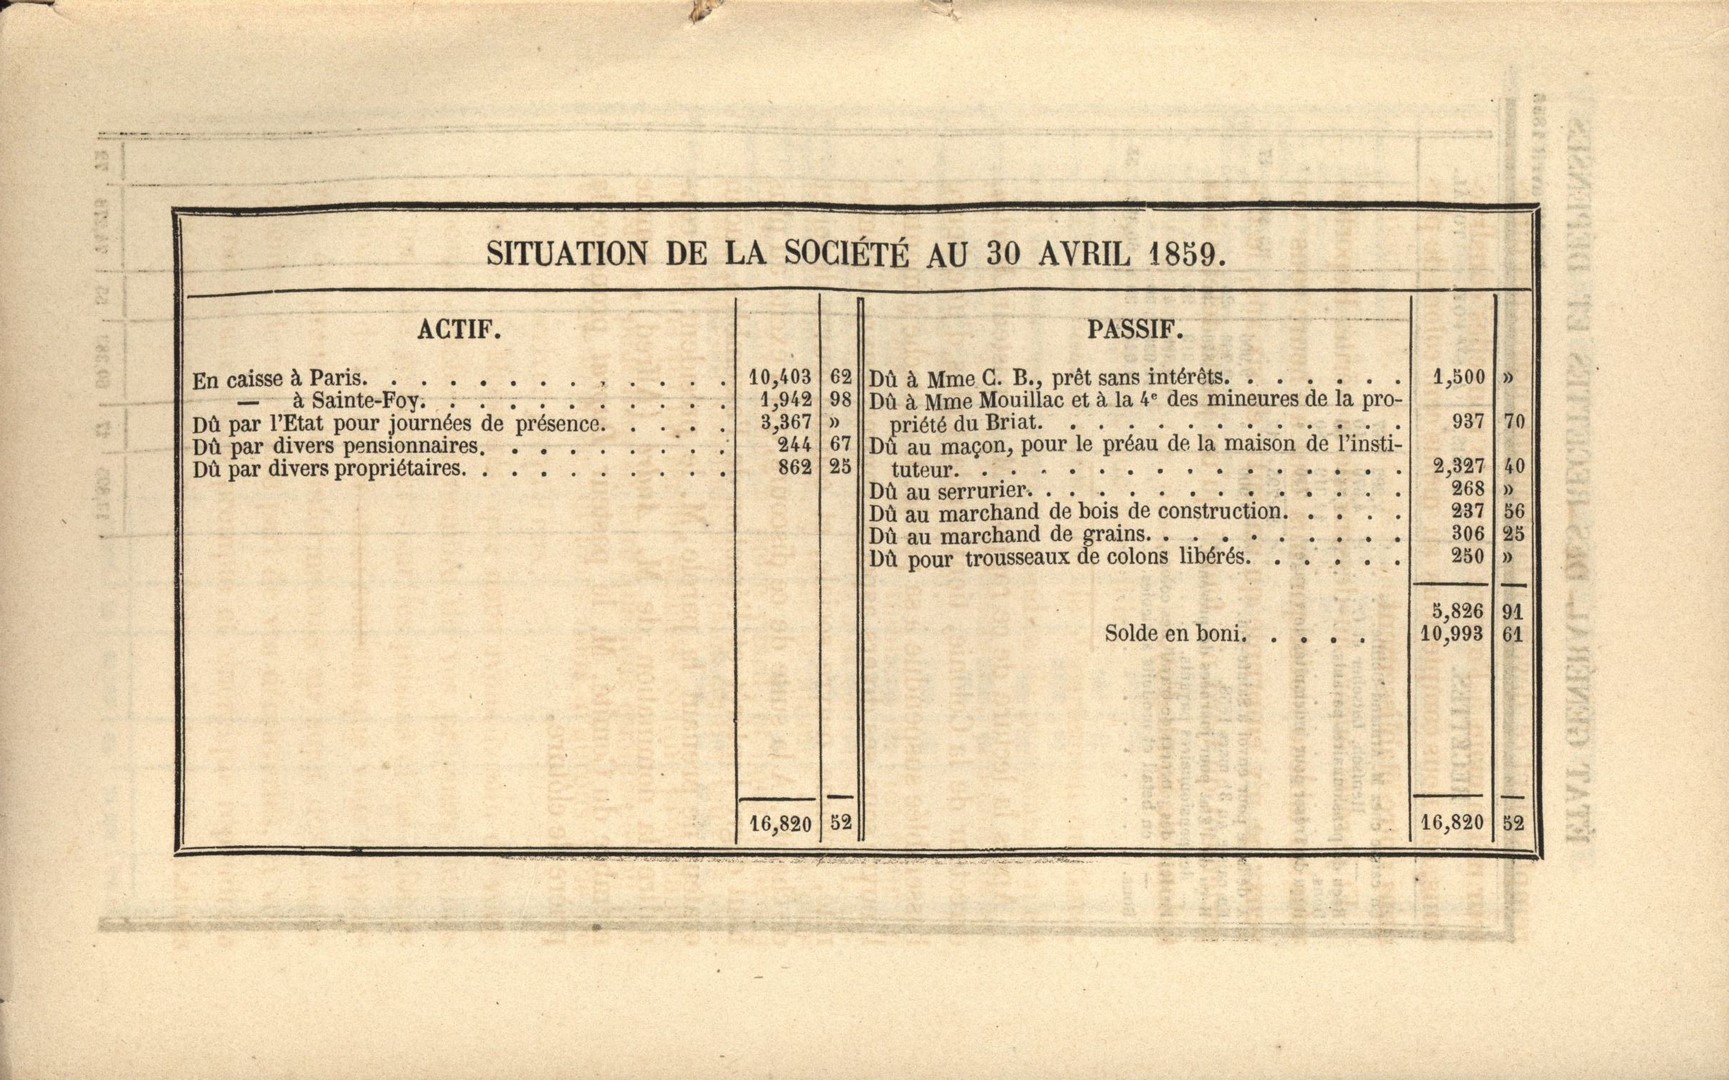 SITUATION DE LA SOCIÉTÉ AU 30 AVRIL 1859.
ACTIF.
En caisse à Paris. . . . . . . . . . . . . 10,403 62
— à Sainte-Foy. . . . . . . . . . . 1,942 98
Dû par l'Etat pour journées de présence. . . . . 3,367 »
Dû par divers pensionnaires. . . . . . . . . 244 67
Dû par divers propriétaires. . . . . . . . . . 862 25
16,820 52
PASSIF.
Dû à Mme C. B., prêt sans intérêts. . . . . . . 1,500 »
Dû à Mme Mouillac et à la 4e des mineures de la pro-
priété du Briat. . . . . . . . . . . . . 937 70
Dû au maçon, pour le préau de la maison de l'insti-
tuteur. . . . . . . . . . . . . . . . 2,327 40
Dû au serrurier. . . . . . . . . . . . . . 268 »
Dû au marchand de bois de construction. . . . . 237 56
Dû au marchand de grains. . . . . . . . . . 306 25
Dû pour trousseaux de colons libérés. . . . . . 250 »
5,826 91
Solde en boni. . . . . 10,993 61
16,820 52